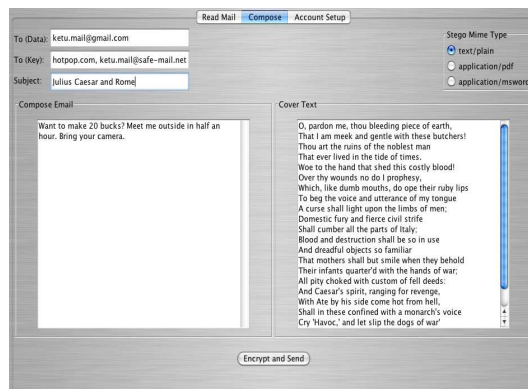 Read Mail Compose Account Setup
To (Data): ketu.mail@gmail.com
To (Key): hotpop.com, ketu.mail@safe-mail.net
Subject: Julius Caesar and Rome
Stego Mime Type
text/plain
application/pdf
application/msword
Compose Email
Want to make 20 bucks? Meet me outside in half an
hour. Bring your camera.
Cover Text
O, pardon me, thou bleeding piece of earth,
That I am meek and gentle with these butchers!
Thou art the ruins of the noblest man
That ever lived in the tide of times.
Woe to the hand that shed this costly blood!
Over thy wounds now do I prophesy,
Which, like dumb mouths, do ope their ruby lips
To beg the voice and utterance of my tongue
A curse shall light upon the limbs of men;
Domestic fury and fierce civil strife
Shall cumber all the parts of Italy;
Blood and destruction shall be so in use
And dreadful objects so familiar
That mothers shall but smile when they behold
Their infants quarter'd with the hands of war;
All pity choked with custom of fell deeds:
And Caesar's spirit, ranging for revenge,
With Ate by his side come hot from hell,
Shall in these confined with a monarch's voice
Cry 'Havoc,' and let slip the dogs of war'
Encrypt and Send